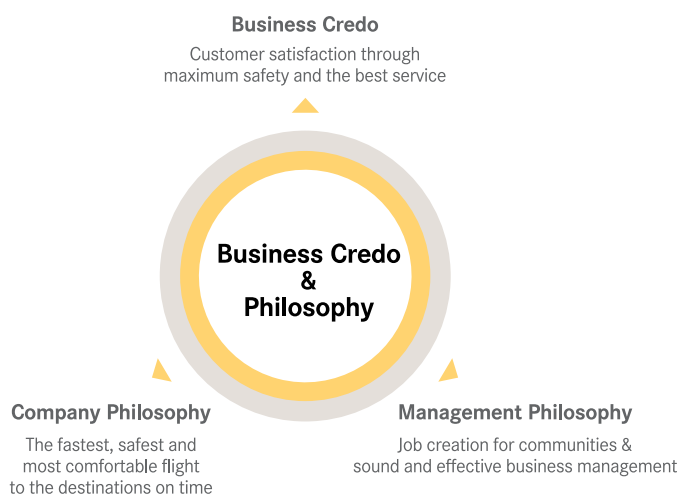 Business Credo
Customer satisfaction through
maximum safety and the best service
Business Credo
&
Philosophy
Company Philosophy
The fastest, safest and
most comfortable flight
to the destinations on time
Management Philosophy
Job creation for communities &
sound and effective business management